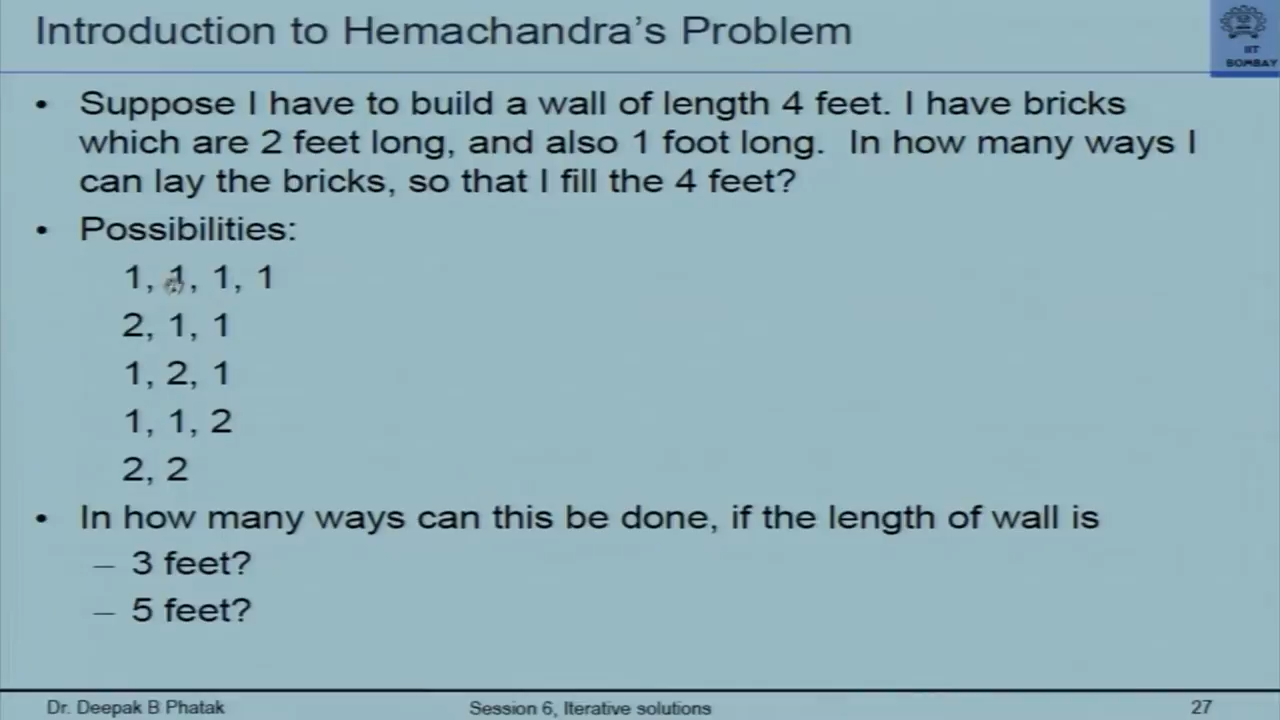 Introduction to Hemachandra's Problem
IIT
BOMBAY
• Suppose I have to build a wall of length 4 feet. I have bricks
which are 2 feet long, and also 1 foot long. In how many ways I
can lay the bricks, so that I fill the 4 feet?
• Possibilities:
1, 1, 1, 1
2, 1, 1
1, 2, 1
1, 1, 2
2, 2
• In how many ways can this be done, if the length of wall is
– 3 feet?
– 5 feet?
Dr. Deepak B Phatak
Session 6, Iterative solutions
27